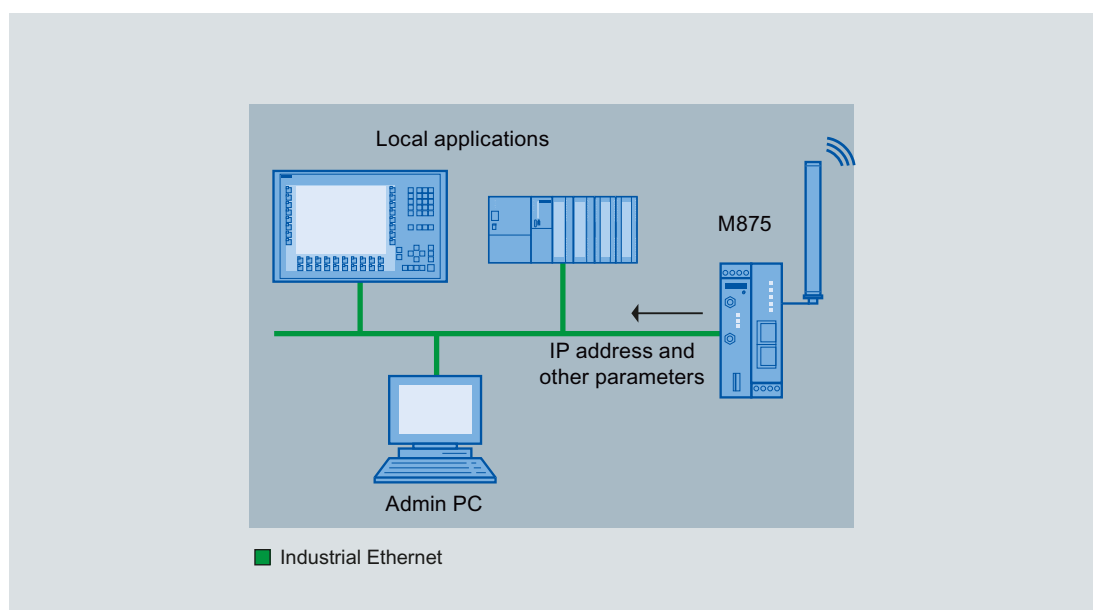 Local applications
M875
IP address and
other parameters
Admin PC
Industrial Ethernet